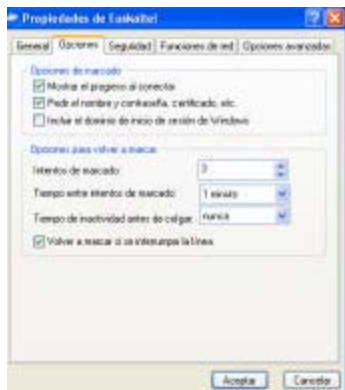 Propiedades de Euskaltel
General Opciones Seguridad Funciones de red Opciones avanzadas
Opciones de marcado
Mostrar el progreso al conectar
Pedir el nombre y contraseña, certificado, etc.
Incluir el dominio de inicio de sesión de Windows
Opciones para volver a marcar
Intentos de marcado: 3
Tiempo entre intentos de marcado: 1 minuto
Tiempo de inactividad antes de colgar: nunca
Volver a marcar si se interrumpe la línea
Aceptar Cancelar